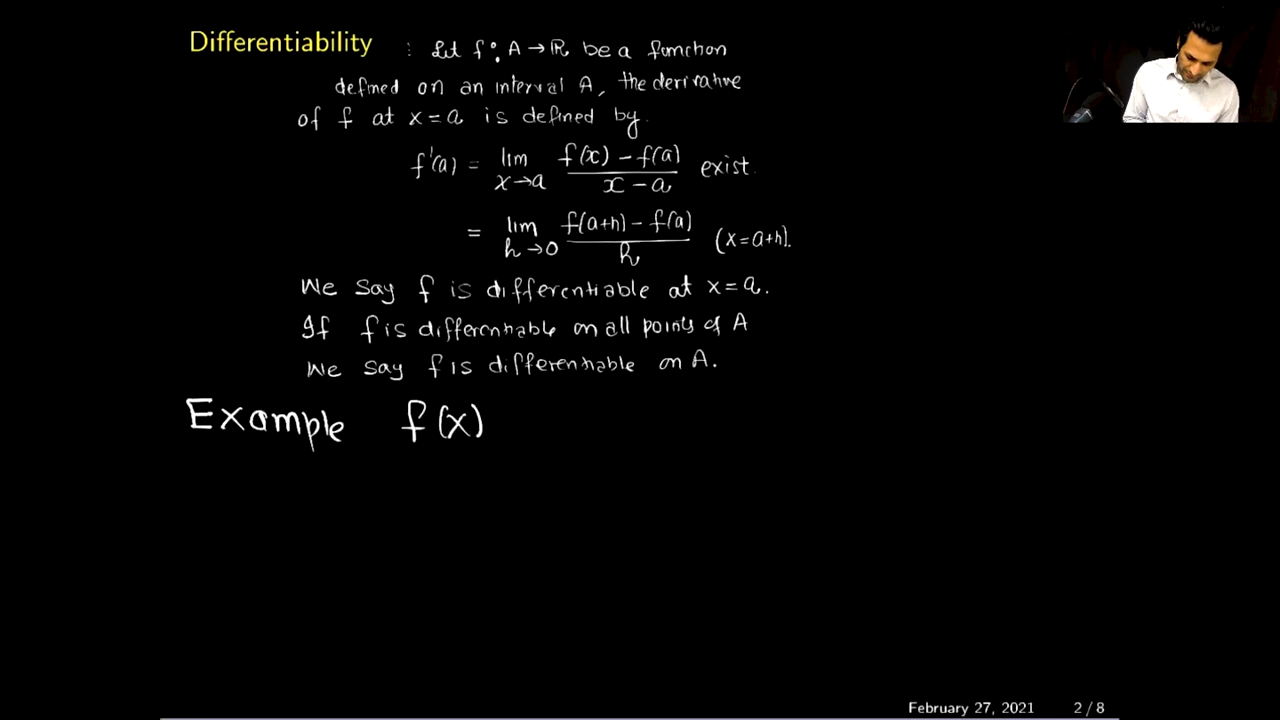 Differentiability : Let f: A → ℝ be a function
defined on an interval A, the derivative
of f at x = a is defined by
f'(a) = lim x→a (f(x) − f(a)) / (x − a) exist.
= lim h→0 (f(a+h) − f(a)) / h (x = a+h).
We say f is differentiable at x = a.
If f is differentiable on all points of A
We say f is differentiable on A.
Example f(x)
February 27, 2021 2 / 8